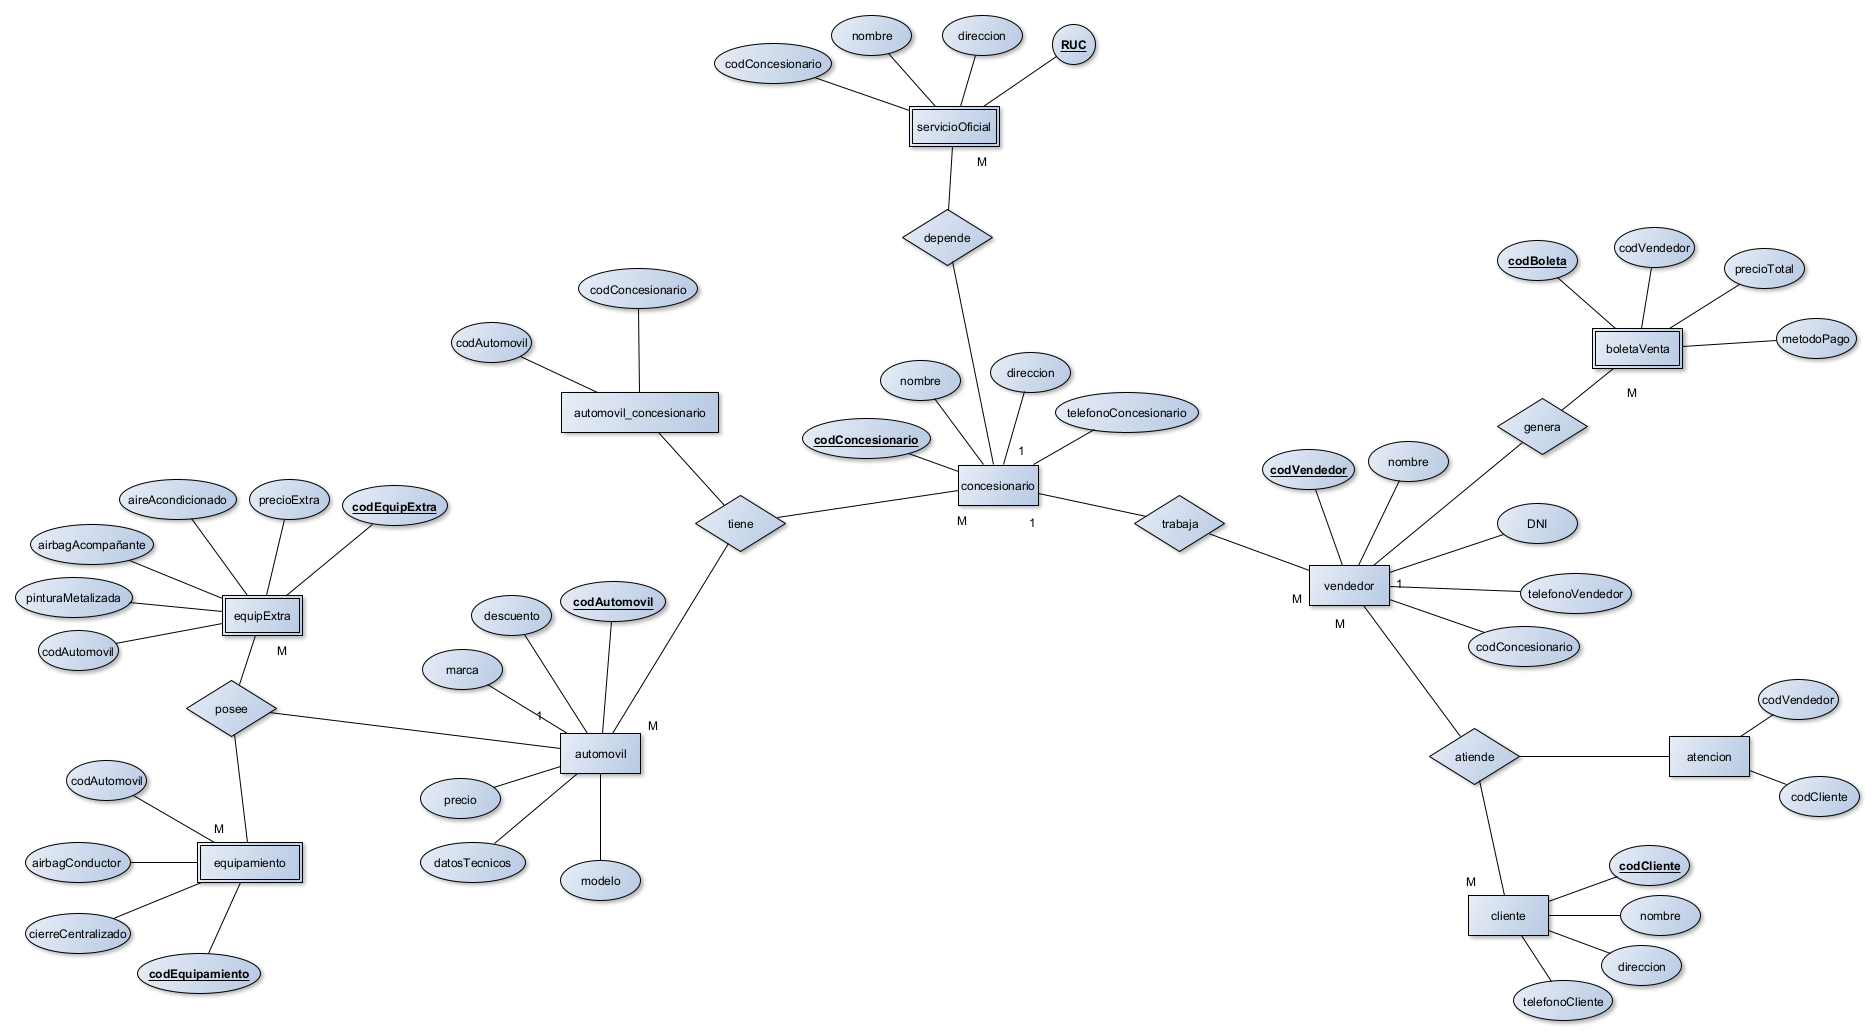 nombre
direccion
RUC
codConcesionario
servicioOficial
M
depende
codConcesionario
codAutomovil
automovil_concesionario
nombre
direccion
telefonoConcesionario
codConcesionario
1
concesionario
M
1
tiene
trabaja
codBoleta
codVendedor
precioTotal
metodoPago
boletaVenta
M
genera
codVendedor
nombre
DNI
telefonoVendedor
codConcesionario
vendedor
1
M
M
aireAcondicionado
precioExtra
codEquipExtra
airbagAcompañante
pinturaMetalizada
codAutomovil
equipExtra
M
posee
descuento
codAutomovil
marca
1
M
automovil
precio
datosTecnicos
modelo
codAutomovil
M
airbagConductor
equipamiento
cierreCentralizado
codEquipamiento
atiende
codVendedor
atencion
codCliente
M
codCliente
cliente
nombre
direccion
telefonoCliente